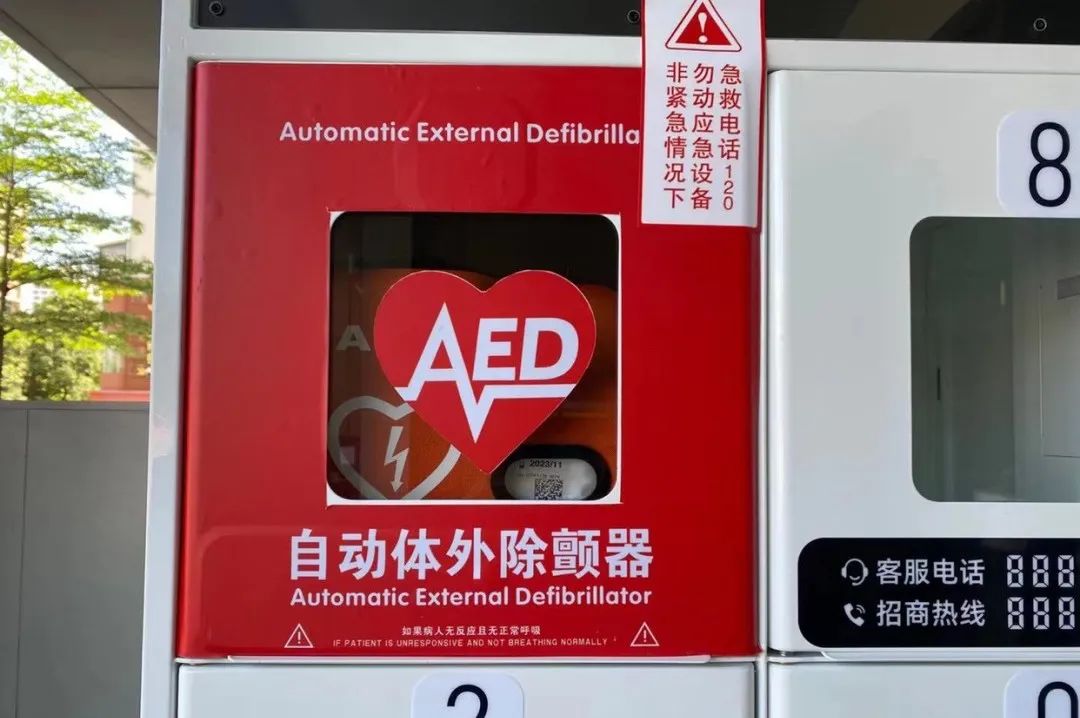 Automatic External Defibrilla
急救电话120
勿动应急设备
非紧急情况下
8
A
AED
2023/11
自动体外除颤器
Automatic External Defibrillator
如果病人无反应且无正常呼吸
IF PATIENT IS UNRESPONSIVE AND NOT BREATHING NORMALLY
客服电话 888
招商热线 888
2